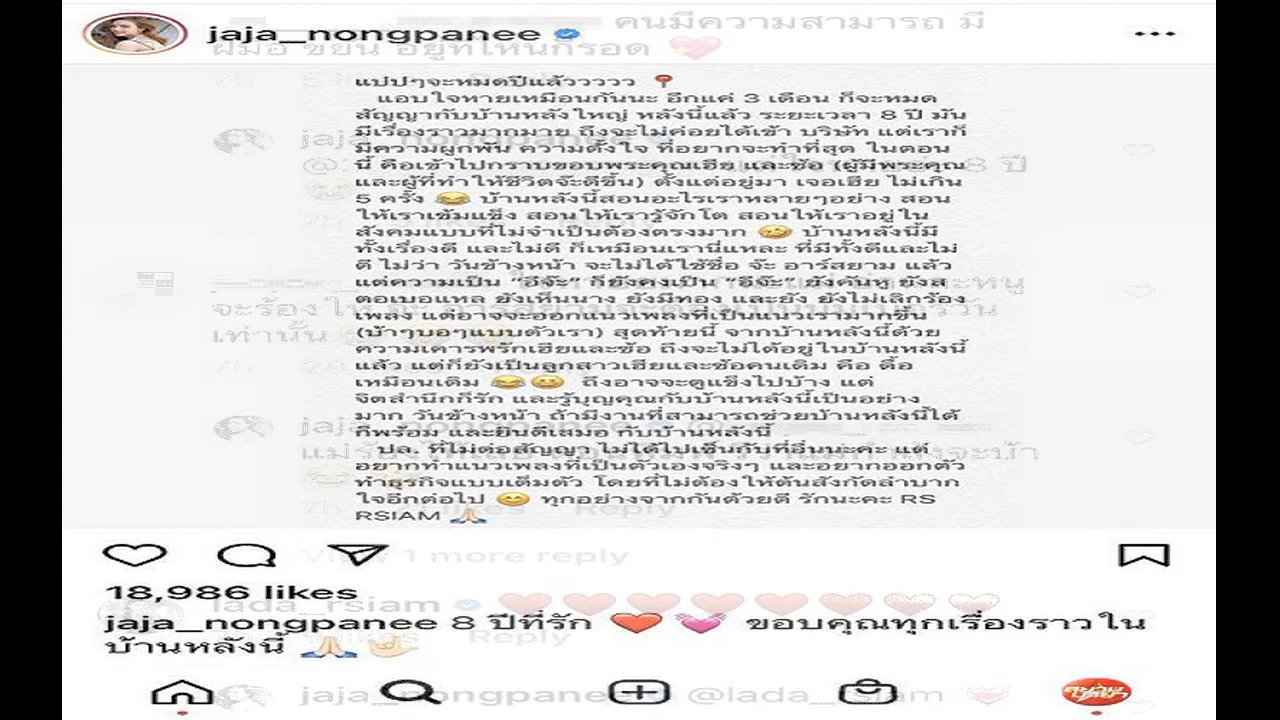 jaja_nongpanee
คนมีความสามารถ มี
ฝีมือ ขยัน อยู่ที่ไหนก็รอด
แปปๆจะหมดปีแล้ววววว
แอบใจหายเหมือนกันนะ อีกแค่ 3 เดือน ก็จะหมด
สัญญากับบ้านหลังใหญ่ หลังนี้แล้ว ระยะเวลา 8 ปี มัน
มีเรื่องราวมากมาย ถึงจะไม่ค่อยได้เข้า บริษัท แต่เราก็
มีความผูกพัน ความตั้งใจ ที่อยากจะทำที่สุด ในตอน
นี้ คือเข้าไปกราบขอบพระคุณเฮีย และซ้อ (ผู้มีพระคุณ
และผู้ที่ทำให้ชีวิตจ๊ะดีขึ้น) ตั้งแต่อยู่มา เจอเฮีย ไม่เกิน
5 ครั้ง 😂 บ้านหลังนี้สอนอะไรเราหลายๆอย่าง สอน
ให้เราเข้มแข็ง สอนให้เรารู้จักโต สอนให้เราอยู่ใน
สังคมแบบที่ไม่จำเป็นต้องตรงมาก 🤣 บ้านหลังนี้มี
ทั้งเรื่องดี และไม่ดี ก็เหมือนเรานี่แหละ ที่มีทั้งดีและไม่
ดี ไม่ว่า วันข้างหน้า จะไม่ได้ใช้ชื่อ จ๊ะ อาร์สยาม แล้ว
แต่ความเป็น “อีจ๊ะ” ก็ยังคงเป็น “อีจ๊ะ” ยังคันหู ยังส
ตอเบอแหล ยังเห็นนาง ยังมีทอง และยัง ยังไม่เลิกร้อง
เพลง แต่อาจจะออกแนวเพลงที่เป็นแนวเรามากขึ้น
(บ้าๆบอๆแบบตัวเรา) สุดท้ายนี้ จากบ้านหลังนี้ด้วย
ความเคารพรักเฮียและซ้อ ถึงจะไม่ได้อยู่ในบ้านหลังนี้
แล้ว แต่ก็ยังเป็นลูกสาวเฮียและซ้อคนเดิม คือ ดื้อ
เหมือนเดิม 😂 ถึงอาจจะดูแข็งไปบ้าง แต่
จิตสำนึกก็รัก และรู้บุญคุณกับบ้านหลังนี้เป็นอย่าง
มาก วันข้างหน้า ถ้ามีงานที่สามารถช่วยบ้านหลังนี้ได้
ก็พร้อม และยินดีเสมอ กับบ้านหลังนี้
ปล. ที่ไม่ต่อสัญญา ไม่ได้ไปเซ็นกับที่อื่นนะคะ แต่
อยากทำแนวเพลงที่เป็นตัวเองจริงๆ และอยากออกตัว
ทำธุรกิจแบบเต็มตัว โดยที่ไม่ต้องให้ต้นสังกัดลำบาก
ใจอีกต่อไป 😊 ทุกอย่างจากกันด้วยดี รักนะคะ RS
RSIAM 🙏🏻
View 1 more reply
18,986 likes
lada_rsiam
jaja_nongpanee 8 ปีที่รัก ❤️ 💓 ขอบคุณทุกเรื่องราวใน
บ้านหลังนี้ 🙏🏻 🤟🏻
Reply
jaja_nongpanee @lada_rsiam